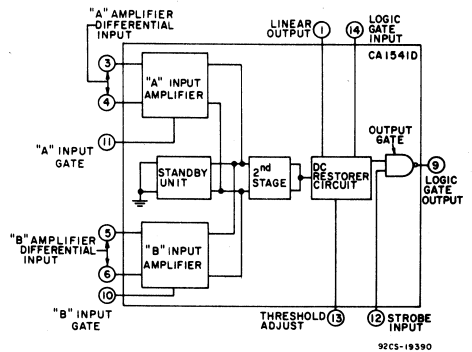 "A" AMPLIFIER
DIFFERENTIAL
INPUT
LINEAR
OUTPUT
1
14
LOGIC
GATE INPUT
CA1541D
3
4
"A" INPUT
AMPLIFIER
11
"A" INPUT
GATE
STANDBY
UNIT
2nd
STAGE
DC
RESTORER
CIRCUIT
OUTPUT
GATE
9
LOGIC
GATE
OUTPUT
5
"B" AMPLIFIER
DIFFERENTIAL
INPUT
6
"B" INPUT
AMPLIFIER
10
"B" INPUT
GATE
THRESHOLD
ADJUST
13
12
STROBE
INPUT
92CS-19390